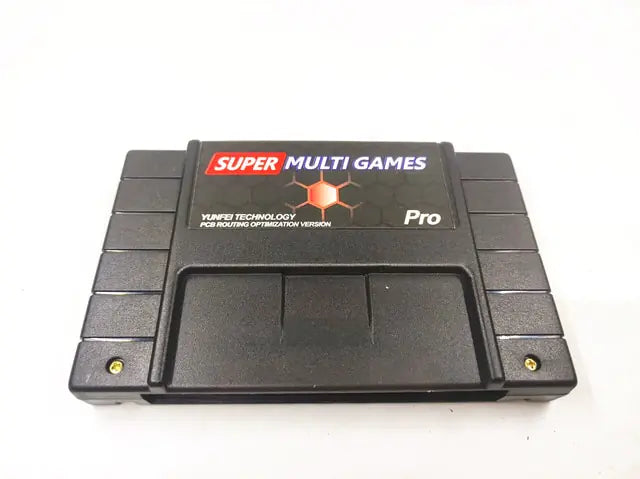 SUPER MULTI GAMES
YUNFEI TECHNOLOGY
PCB ROUTING OPTIMIZATION VERSION
Pro